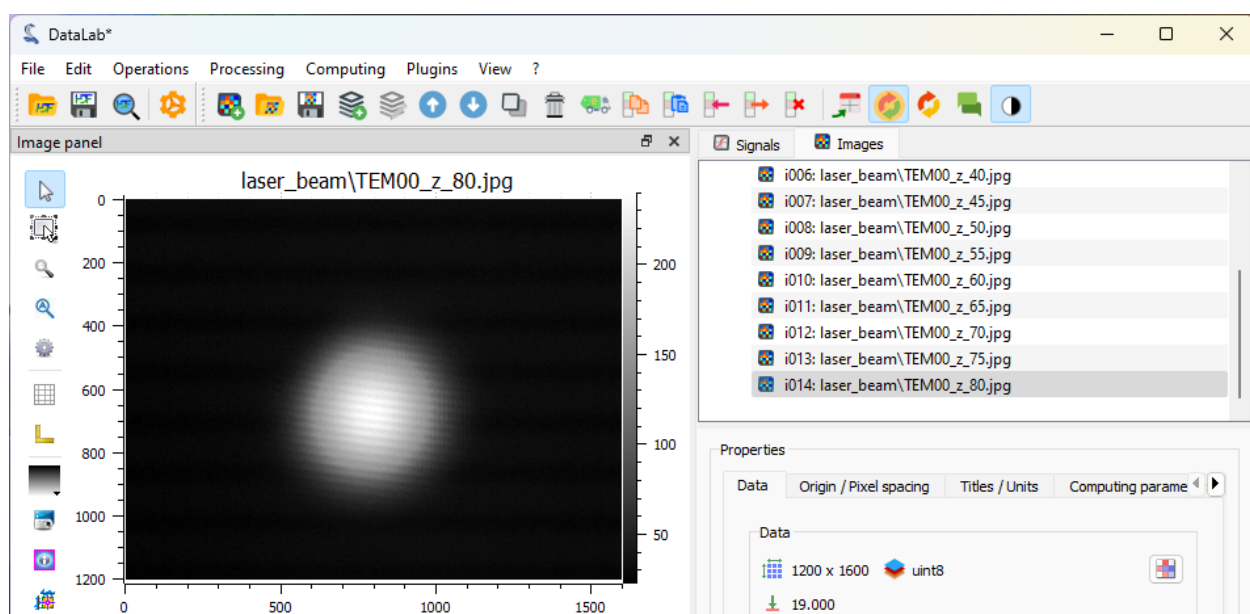 DataLab*
File Edit Operations Processing Computing Plugins View ?
Image panel
Signals Images
laser_beam\TEM00_z_80.jpg
0
200
400
600
800
1000
1200
0 500 1000 1500
200
150
100
50
i006: laser_beam\TEM00_z_40.jpg
i007: laser_beam\TEM00_z_45.jpg
i008: laser_beam\TEM00_z_50.jpg
i009: laser_beam\TEM00_z_55.jpg
i010: laser_beam\TEM00_z_60.jpg
i011: laser_beam\TEM00_z_65.jpg
i012: laser_beam\TEM00_z_70.jpg
i013: laser_beam\TEM00_z_75.jpg
i014: laser_beam\TEM00_z_80.jpg
Properties
Data Origin / Pixel spacing Titles / Units Computing parame
Data
1200 x 1600 uint8
19.000